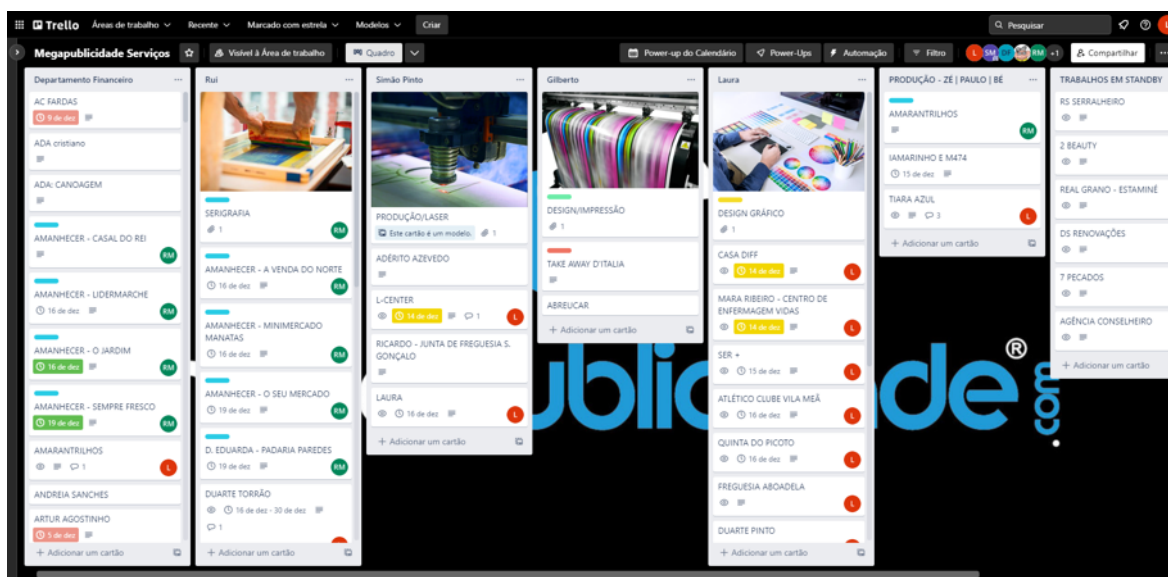 Trello
Áreas de trabalho
Recente
Marcado com estrela
Modelos
Criar
Pesquisar
Megapublicidade Serviços
Visível à Área de trabalho
Quadro
Power-up do Calendário
Power-Ups
Automação
Filtro
L
SM
DF
RM
+1
Compartilhar
Departamento Financeiro
AC FARDAS
9 de dez
ADA cristiano
ADA: CANOAGEM
AMANHECER - CASAL DO REI
RM
AMANHECER - LIDERMARCHE
16 de dez
RM
AMANHECER - O JARDIM
16 de dez
RM
AMANHECER - SEMPRE FRESCO
19 de dez
RM
AMARANTRILHOS
1
L
ANDREIA SANCHES
ARTUR AGOSTINHO
5 de dez
+ Adicionar um cartão
Rui
SERIGRAFIA
1
RM
AMANHECER - A VENDA DO NORTE
16 de dez
RM
AMANHECER - MINIMERCADO
MANATAS
16 de dez
RM
AMANHECER - O SEU MERCADO
19 de dez
RM
D. EDUARDA - PADARIA PAREDES
19 de dez
RM
DUARTE TORRÃO
16 de dez - 30 de dez
1
+ Adicionar um cartão
Simão Pinto
PRODUÇÃO/LASER
Este cartão é um modelo.
1
ADÉRITO AZEVEDO
L-CENTER
14 de dez
1
L
RICARDO - JUNTA DE FREGUESIA S.
GONÇALO
LAURA
16 de dez
L
+ Adicionar um cartão
Gilberto
DESIGN/IMPRESSÃO
1
TAKE AWAY D'ITALIA
ABREUCAR
+ Adicionar um cartão
Laura
DESIGN GRÁFICO
1
CASA DIFF
14 de dez
L
MARA RIBEIRO - CENTRO DE
ENFERMAGEM VIDAS
14 de dez
L
SER +
15 de dez
L
ATLÉTICO CLUBE VILA MEÃ
16 de dez
L
QUINTA DO PICOTO
16 de dez
L
FREGUESIA ABOADELA
L
DUARTE PINTO
+ Adicionar um cartão
PRODUÇÃO - ZÉ | PAULO | BÉ
AMARANTRILHOS
RM
IAMARINHO E M474
15 de dez
TIARA AZUL
3
L
+ Adicionar um cartão
TRABALHOS EM STANDBY
RS SERRALHEIRO
2 BEAUTY
REAL GRANO - ESTAMINÉ
DS RENOVAÇÕES
7 PECADOS
AGÊNCIA CONSELHEIRO
+ Adicionar um cartão
ublic
de
®
.com